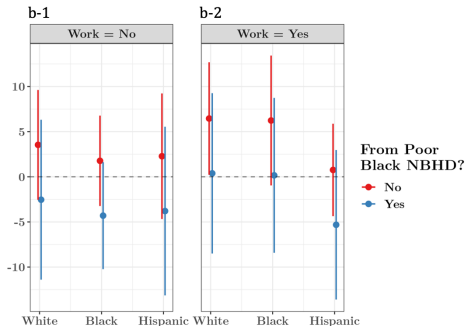 b-1
b-2
Work = No
Work = Yes
10
5
0
-5
-10
White
Black
Hispanic
White
Black
Hispanic
From Poor
Black NBHD?
No
Yes